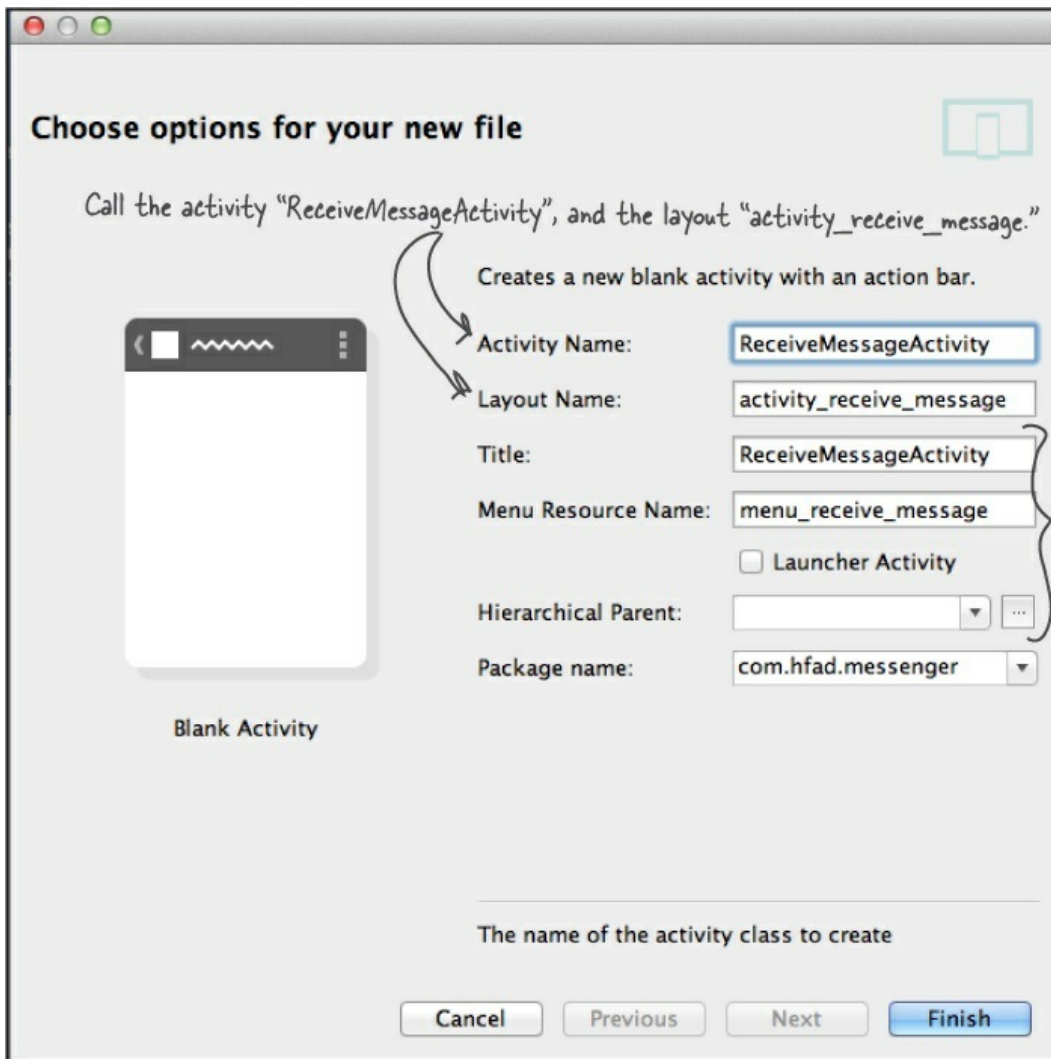 Choose options for your new file
Call the activity “ReceiveMessageActivity”, and the layout “activity_receive_message.”
Creates a new blank activity with an action bar.
Activity Name: ReceiveMessageActivity
Layout Name: activity_receive_message
Title: ReceiveMessageActivity
Menu Resource Name: menu_receive_message
Launcher Activity
Hierarchical Parent: ...
Package name: com.hfad.messenger
Blank Activity
The name of the activity class to create
Cancel Previous Next Finish